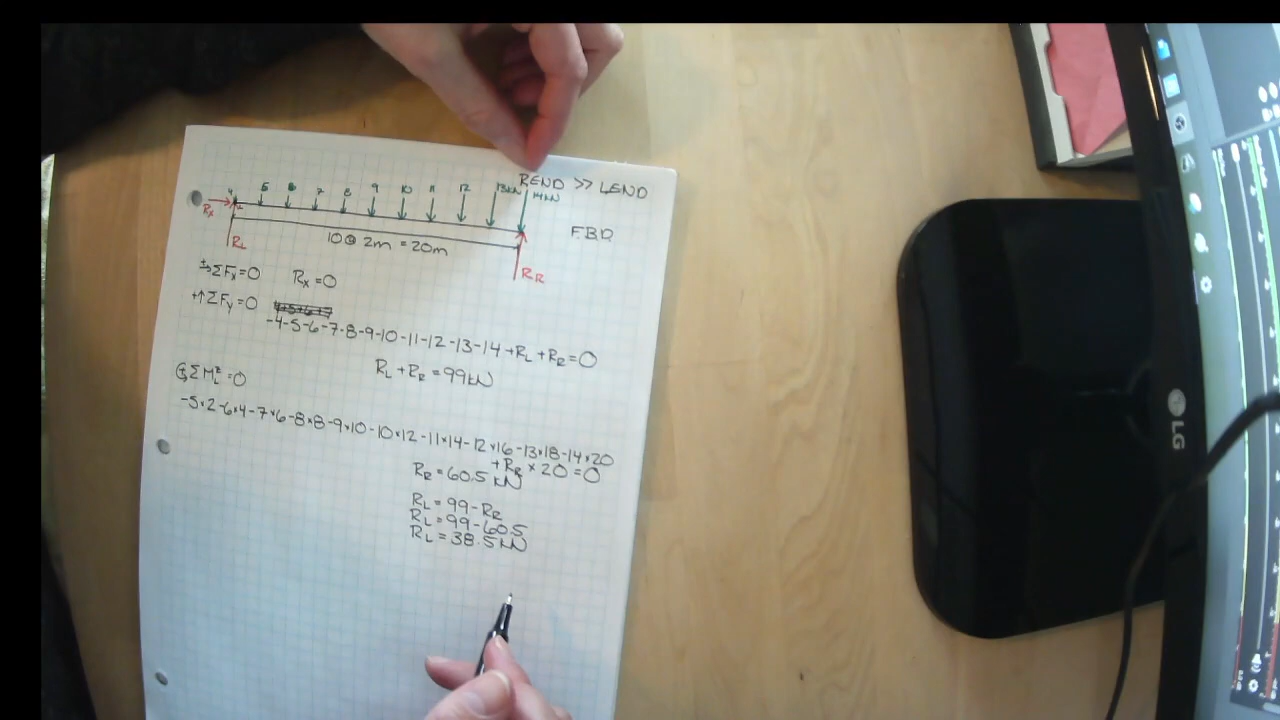 REND >> LEND
4 5 6 7 8 9 10 11 12 13kN 14kN
Rx
F.B.D.
RL
10@ 2m = 20m
RR
+→ΣFx=0 Rx=0
+↑ΣFy=0
-4-5-6-7-8-9-10-11-12-13-14+RL+RR=0
RL+RR=99kN
ΣML=0
-5×2-6×4-7×6-8×8-9×10-10×12-11×14-12×16-13×18-14×20
+RR×20=0
RR=60.5kN
RL=99-RR
RL=99-60.5
RL=38.5kN
LG